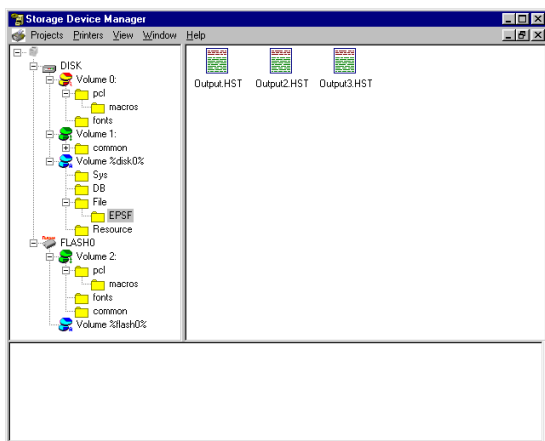 Storage Device Manager
Projects Printers View Window Help
DISK
Volume 0:
pcl
macros
fonts
Volume 1:
common
Volume %disk0%
Sys
DB
File
EPSF
Resource
FLASH0
Volume 2:
pcl
macros
fonts
common
Volume %flash0%
Output.HST Output2.HST Output3.HST